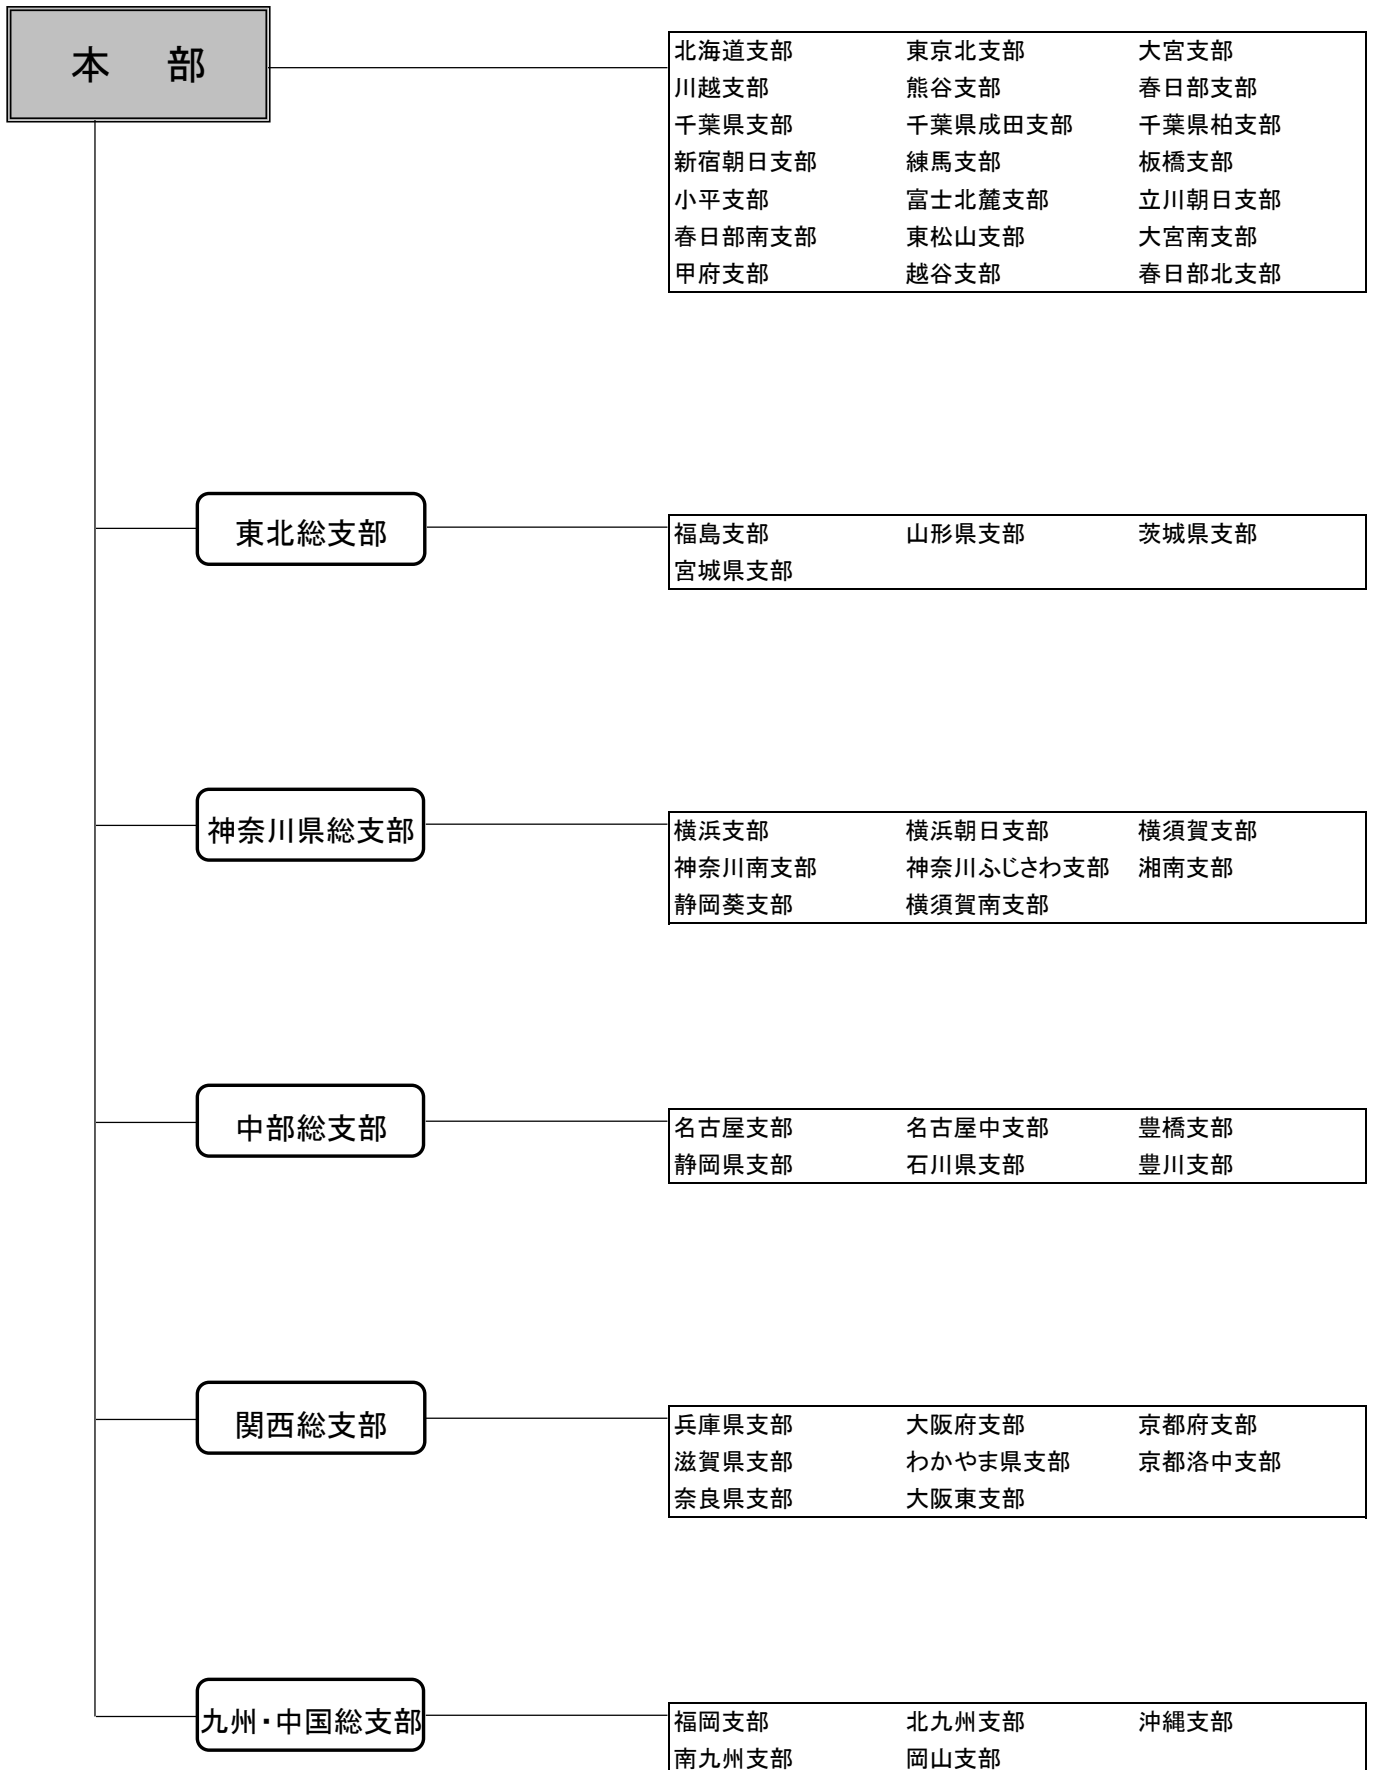 本 部
北海道支部 東京北支部 大宮支部
川越支部 熊谷支部 春日部支部
千葉県支部 千葉県成田支部 千葉県柏支部
新宿朝日支部 練馬支部 板橋支部
小平支部 富士北麓支部 立川朝日支部
春日部南支部 東松山支部 大宮南支部
甲府支部 越谷支部 春日部北支部
東北総支部
福島支部 山形県支部 茨城県支部
宮城県支部
神奈川県総支部
横浜支部 横浜朝日支部 横須賀支部
神奈川南支部 神奈川ふじさわ支部 湘南支部
静岡葵支部 横須賀南支部
中部総支部
名古屋支部 名古屋中支部 豊橋支部
静岡県支部 石川県支部 豊川支部
関西総支部
兵庫県支部 大阪府支部 京都府支部
滋賀県支部 わかやま県支部 京都洛中支部
奈良県支部 大阪東支部
九州・中国総支部
福岡支部 北九州支部 沖縄支部
南九州支部 岡山支部